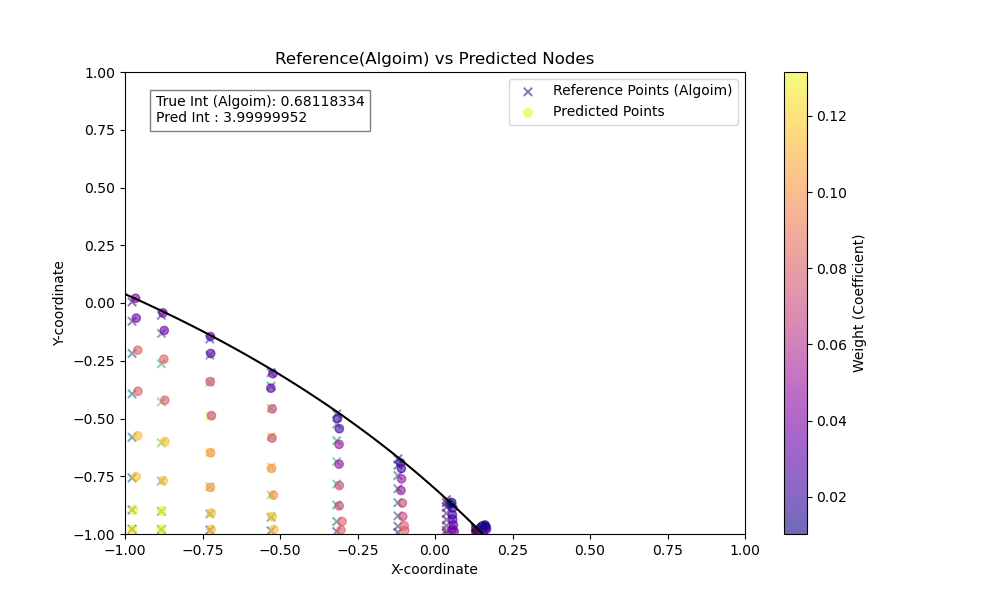 Reference(Algoim) vs Predicted Nodes
True Int (Algoim): 0.68118334
Pred Int : 3.99999952
Reference Points (Algoim)
Predicted Points
1.00
0.75
0.50
0.25
0.00
−0.25
−0.50
−0.75
−1.00
Y-coordinate
−1.00 −0.75 −0.50 −0.25 0.00 0.25 0.50 0.75 1.00
X-coordinate
0.12
0.10
0.08
0.06
0.04
0.02
Weight (Coefficient)